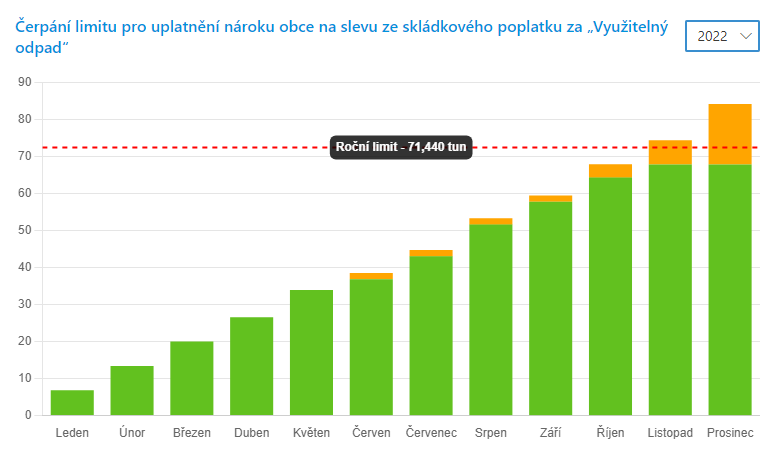 Čerpání limitu pro uplatnění nároku obce na slevu ze skládkového poplatku za „Využitelný
odpad“
2022
90
80
70
60
50
40
30
20
10
0
Roční limit - 71,440 tun
Leden
Únor
Březen
Duben
Květen
Červen
Červenec
Srpen
Září
Říjen
Listopad
Prosinec